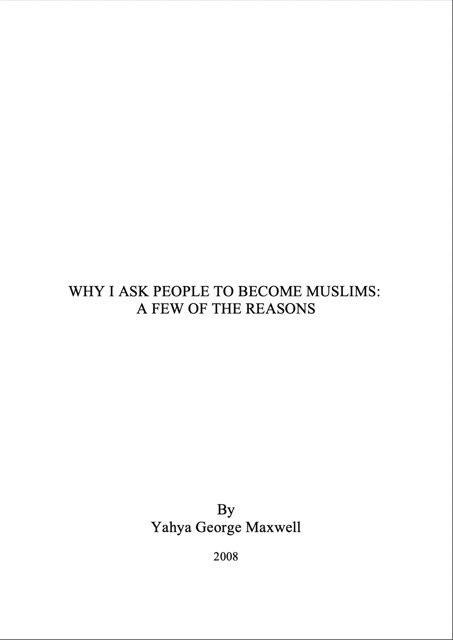 WHY I ASK PEOPLE TO BECOME MUSLIMS:
A FEW OF THE REASONS
By
Yahya George Maxwell
2008